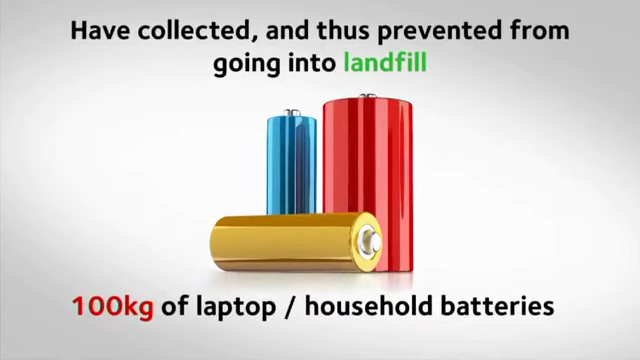 Have collected, and thus prevented from
going into landfill
100kg of laptop / household batteries